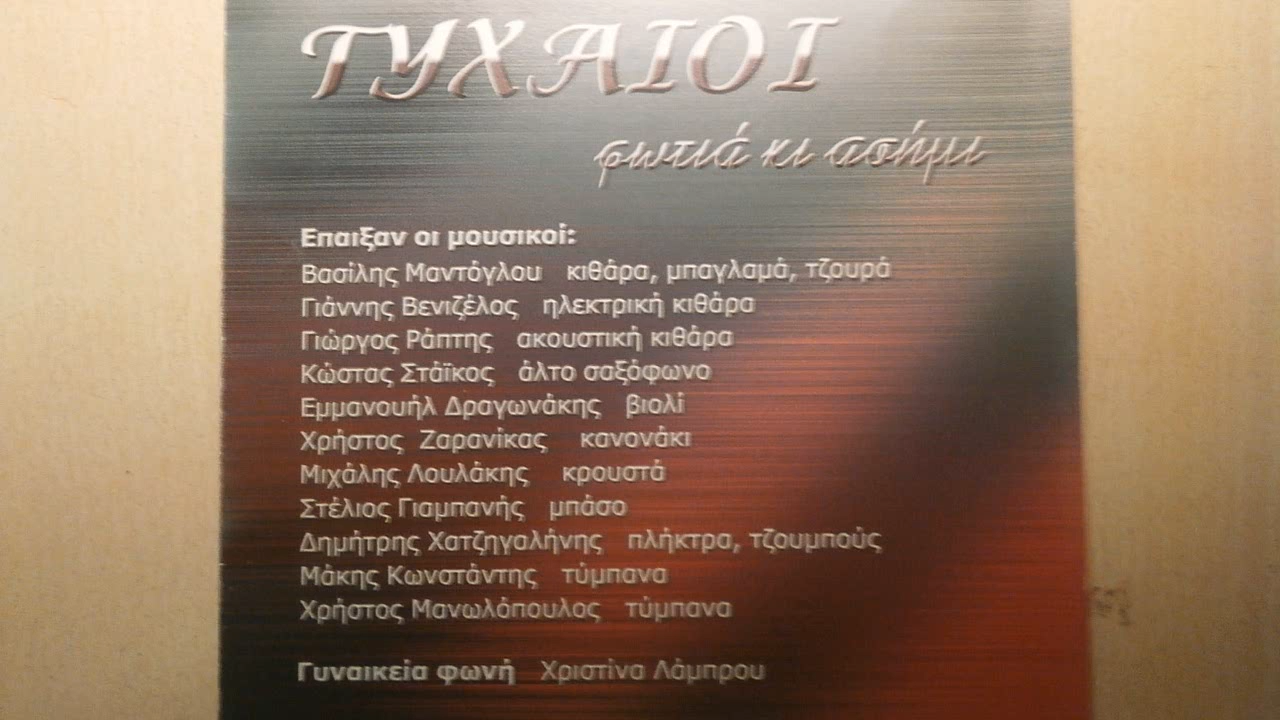 ΤΥΧΑΙΟΙ
φωτιά κι ασήμι
Επαιξαν οι μουσικοί:
Βασίλης Μαντόγλου κιθάρα, μπαγλαμά, τζουρά
Γιάννης Βενιζέλος ηλεκτρική κιθάρα
Γιώργος Ράπτης ακουστική κιθάρα
Κώστας Στάϊκος άλτο σαξόφωνο
Εμμανουήλ Δραγωνάκης βιολί
Χρήστος Ζαρανίκας κανονάκι
Μιχάλης Λουλάκης κρουστά
Στέλιος Γιαμπανής μπάσο
Δημήτρης Χατζηγαλήνης πλήκτρα, τζουμπούς
Μάκης Κωνστάντης τύμπανα
Χρήστος Μανωλόπουλος τύμπανα
Γυναικεία φωνή Χριστίνα Λάμπρου